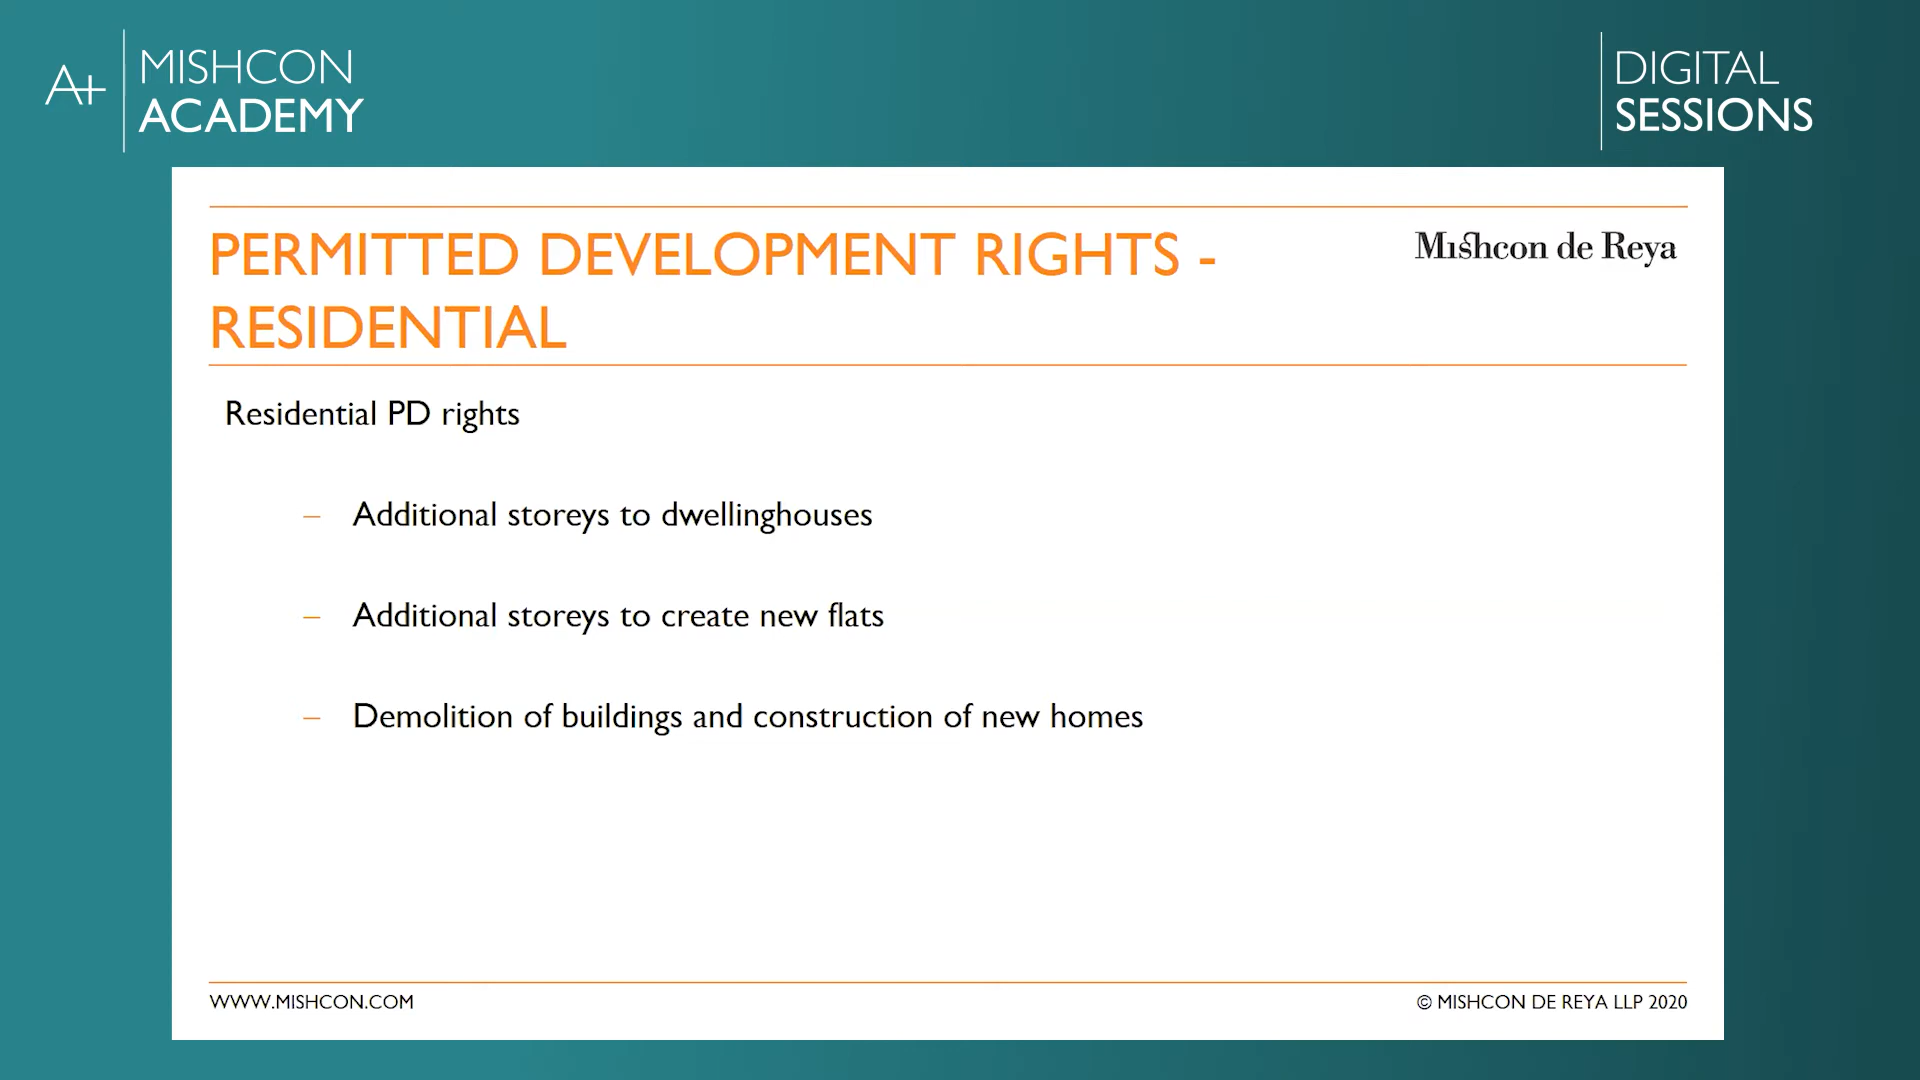 A+
MISHCON
ACADEMY
DIGITAL
SESSIONS
PERMITTED DEVELOPMENT RIGHTS -
RESIDENTIAL
Mishcon de Reya
Residential PD rights
– Additional storeys to dwellinghouses
– Additional storeys to create new flats
– Demolition of buildings and construction of new homes
WWW.MISHCON.COM
© MISHCON DE REYA LLP 2020